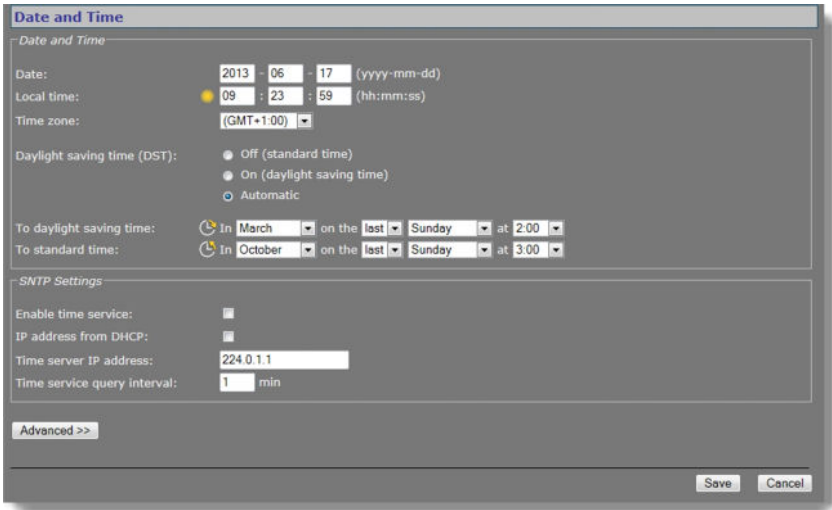 Date and Time
Date and Time
Date: 2013 - 06 - 17 (yyyy-mm-dd)
Local time: 09 : 23 : 59 (hh:mm:ss)
Time zone: (GMT+1:00)
Daylight saving time (DST): Off (standard time)
On (daylight saving time)
Automatic
To daylight saving time: In March on the last Sunday at 2:00
To standard time: In October on the last Sunday at 3:00
SNTP Settings
Enable time service:
IP address from DHCP:
Time server IP address: 224.0.1.1
Time service query interval: 1 min
Advanced >>
Save Cancel